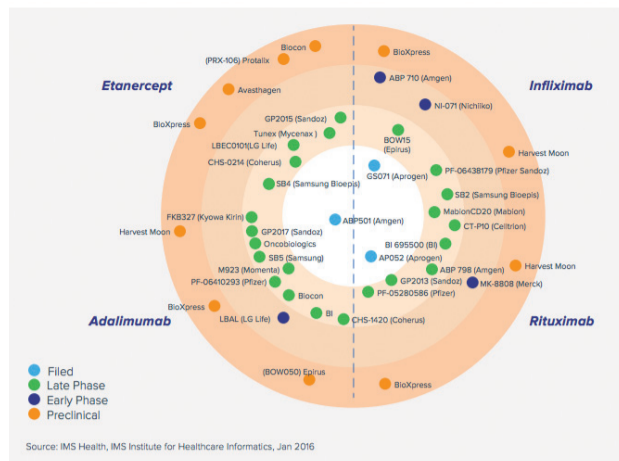 Etanercept
Infliximab
Adalimumab
Rituximab
Biocon
(PRX-106) Protalix
Avasthagen
BioXpress
GP2015 (Sandoz)
Tunex (Mycenax )
LBEC0101(LG Life)
CHS-0214 (Coherus)
SB4 (Samsung Bioepis)
BioXpress
ABP 710 (Amgen)
NI-071 (Nichiiko)
BOW15
(Epirus)
GS071 (Aprogen)
Harvest Moon
PF-06438179 (Pfizer Sandoz)
SB2 (Samsung Bioepis)
ABP501 (Amgen)
FKB327 (Kyowa Kirin)
Harvest Moon
GP2017 (Sandoz)
Oncobiologics
SB5 (Samsung)
M923 (Momenta)
PF-06410293 (Pfizer)
Biocon
BioXpress
LBAL (LG Life)
BI
CHS-1420 (Coherus)
(BOW050) Epirus
MabionCD20 (Mabion)
CT-P10 (Celltrion)
BI 695500 (BI)
AP052 (Aprogen)
ABP 798 (Amgen)
Harvest Moon
GP2013 (Sandoz)
MK-8808 (Merck)
PF-05280586 (Pfizer)
BioXpress
Filed
Late Phase
Early Phase
Preclinical
Source: IMS Health, IMS Institute for Healthcare Informatics, Jan 2016